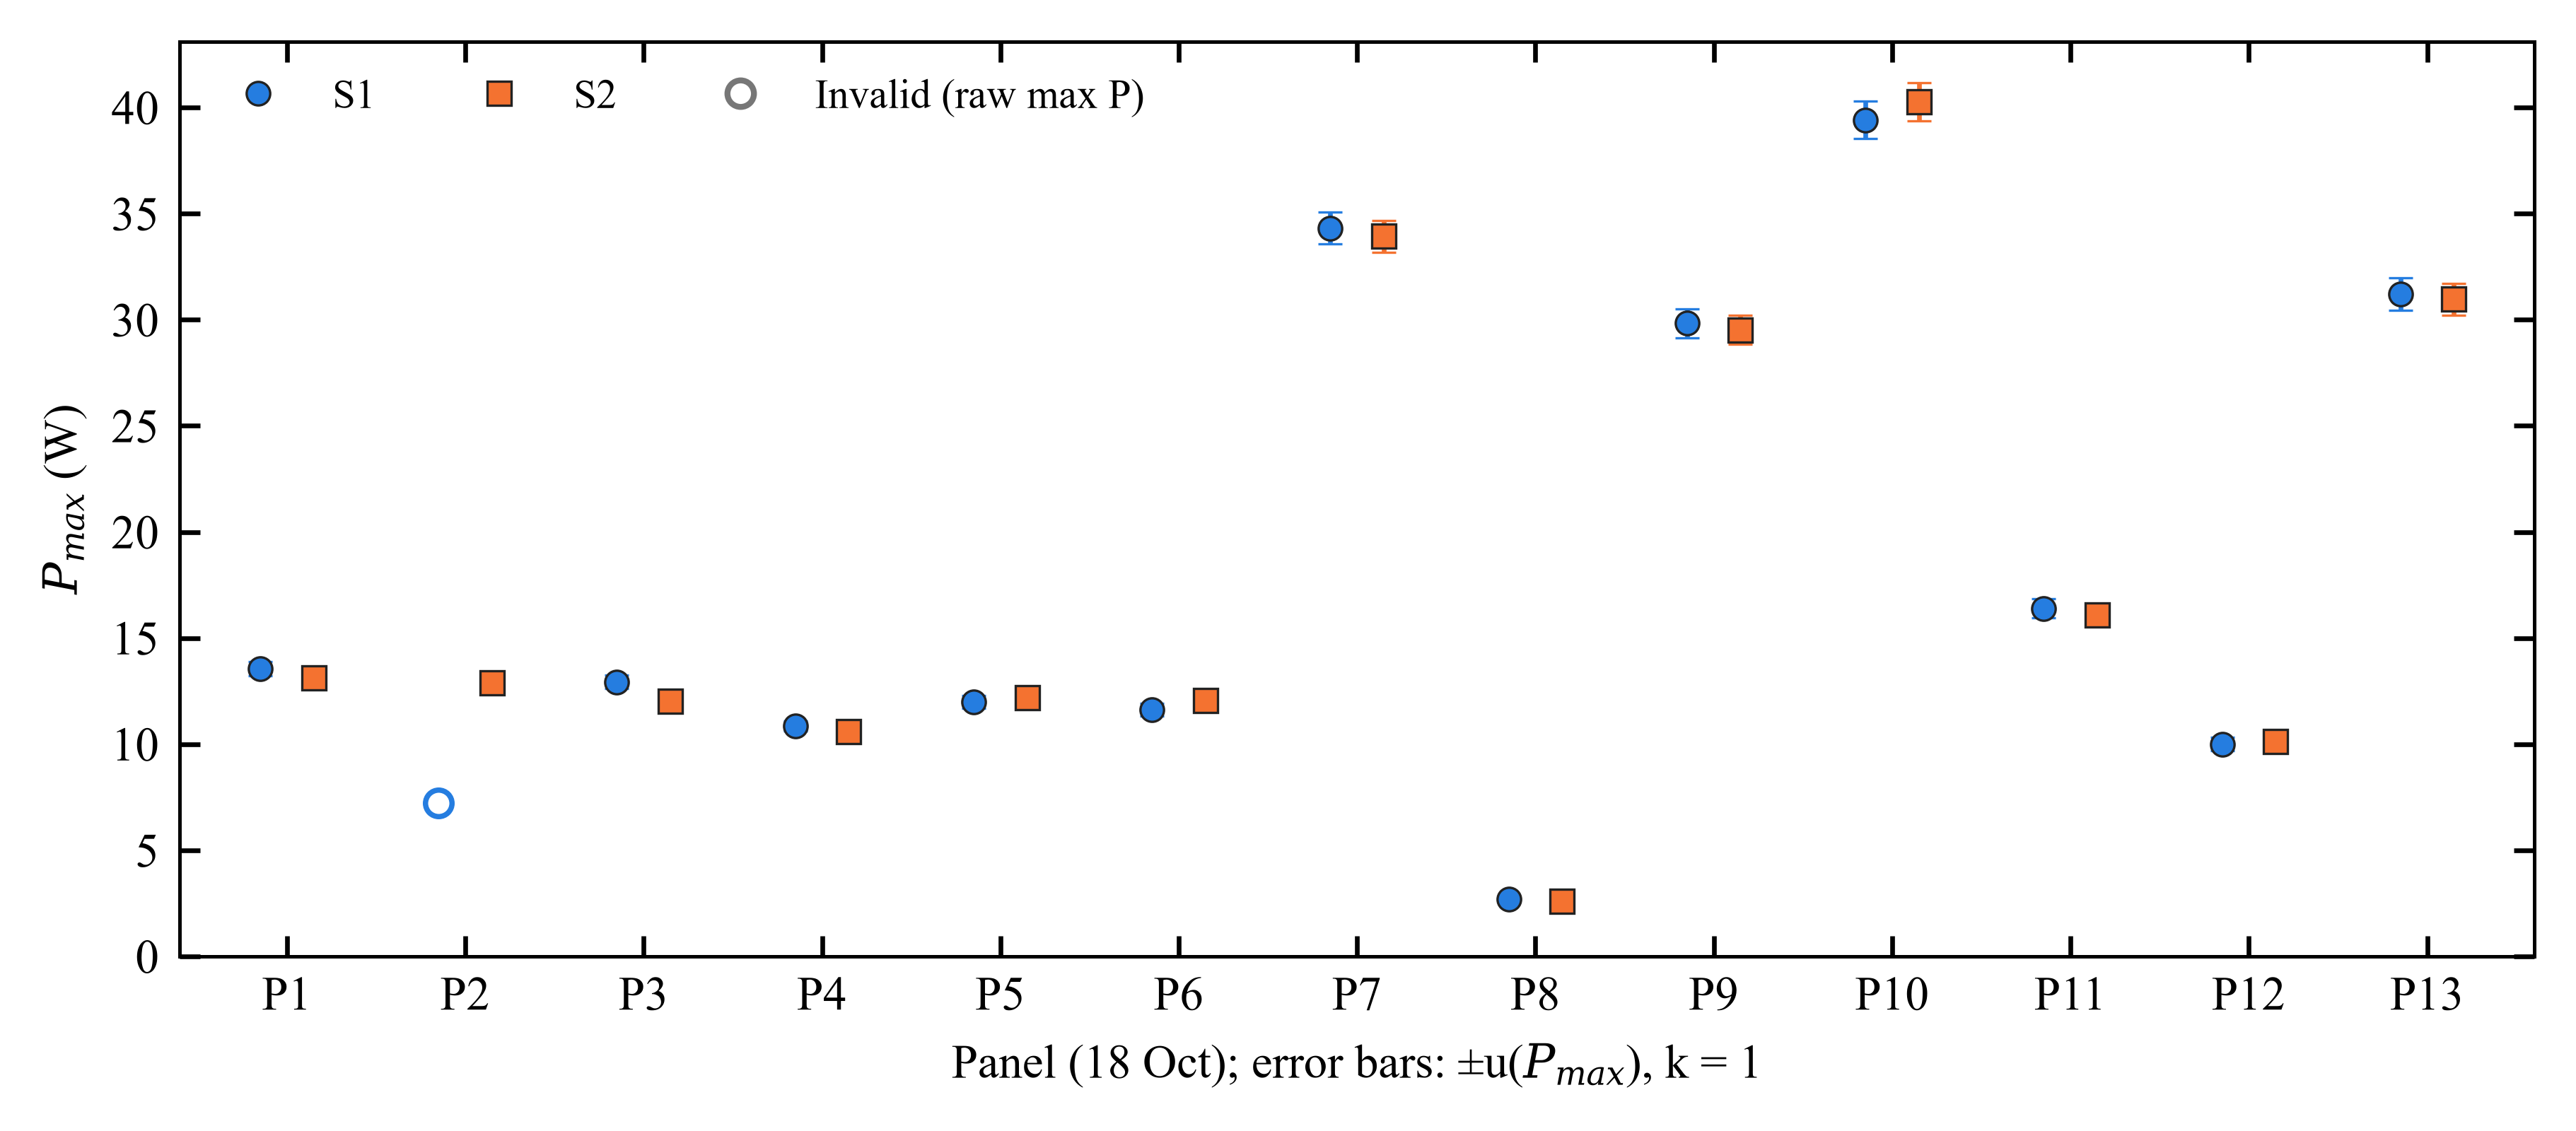 S1 S2 Invalid (raw max P)
40
35
30
25
20
15
10
5
0
P_max (W)
P1 P2 P3 P4 P5 P6 P7 P8 P9 P10 P11 P12 P13
Panel (18 Oct); error bars: ±u(P_max), k = 1